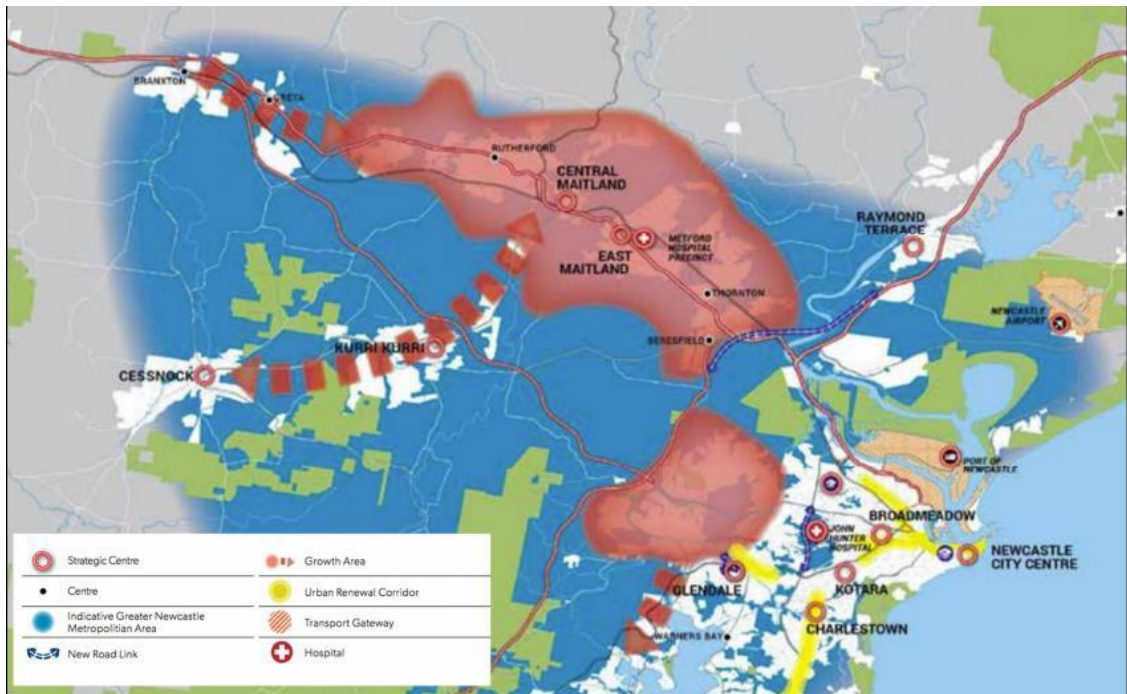 BRANXTON
GRETA
RUTHERFORD
CENTRAL
MAITLAND
RAYMOND
TERRACE
METFORD
HOSPITAL
PRECINCT
EAST
MAITLAND
THORNTON
NEWCASTLE
AIRPORT
BERESFIELD
KURRI KURRI
CESSNOCK
PORT OF
NEWCASTLE
BROADMEADOW
JOHN
HUNTER
HOSPITAL
NEWCASTLE
CITY CENTRE
GLENDALE
KOTARA
CHARLESTOWN
WARNERS BAY
Strategic Centre
Growth Area
Centre
Urban Renewal Corridor
Indicative Greater Newcastle
Metropolitian Area
Transport Gateway
New Road Link
Hospital